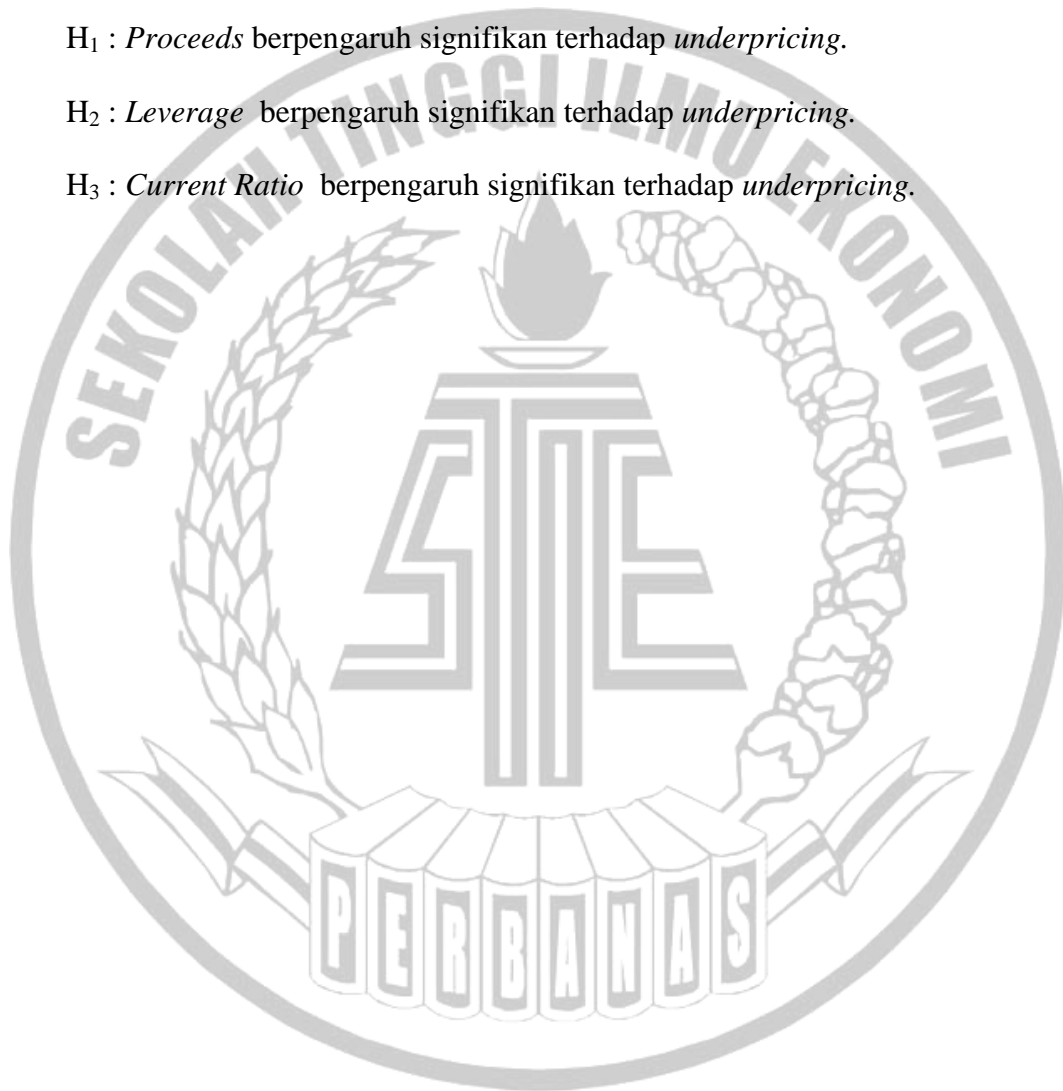 H₁ : Proceeds berpengaruh signifikan terhadap underpricing.
H₂ : Leverage berpengaruh signifikan terhadap underpricing.
H₃ : Current Ratio berpengaruh signifikan terhadap underpricing.
SEKOLAH TINGGI ILMU EKONOMI
STIE
PERBANAS